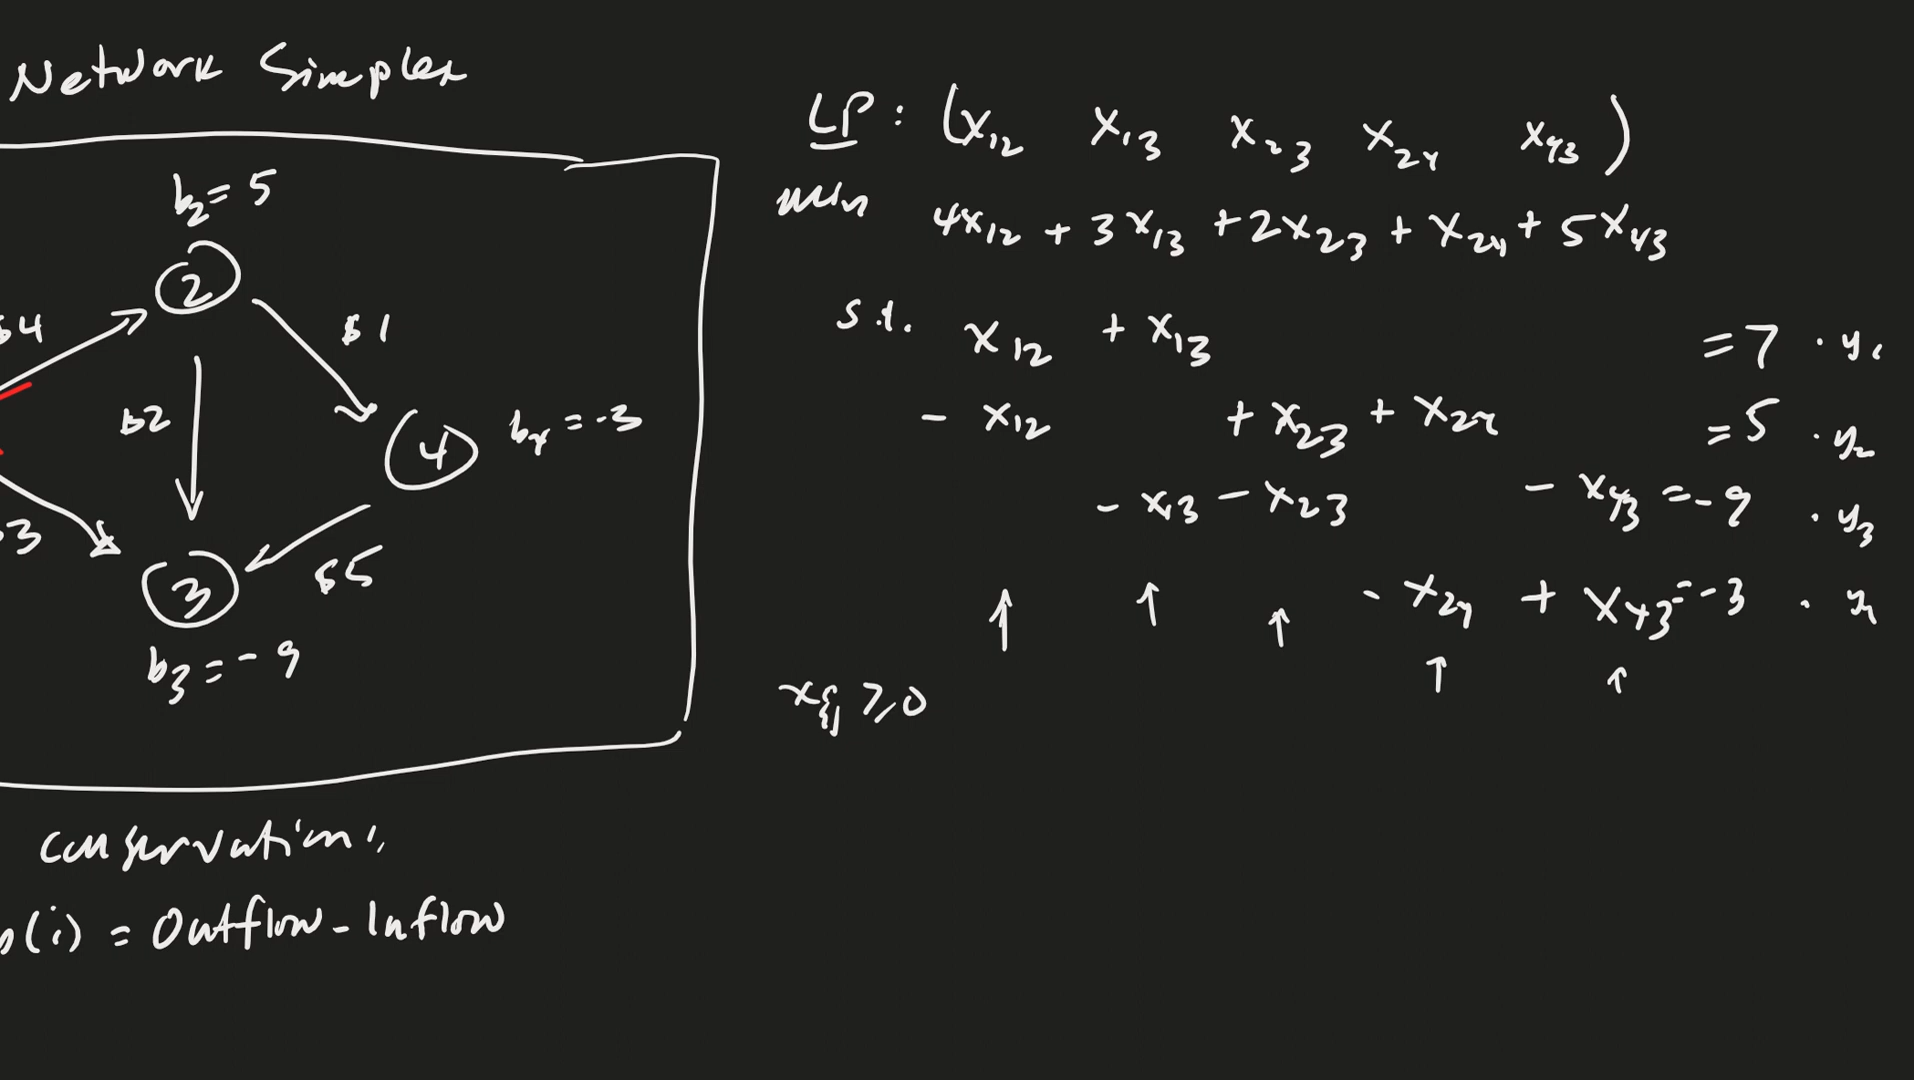 Network Simplex
b₂ = 5
2
$4
$1
$2
4
b₄ = -3
3
3
$5
b₃ = -9
conservation:
b(i) = Outflow - Inflow
LP: (x₁₂ x₁₃ x₂₃ x₂₄ x₄₃)
min 4x₁₂ + 3x₁₃ + 2x₂₃ + x₂₄ + 5x₄₃
s.t. x₁₂ + x₁₃ = 7 · y₁
- x₁₂ + x₂₃ + x₂₄ = 5 · y₂
- x₁₃ - x₂₃ - x₄₃ = -9 · y₃
- x₂₄ + x₄₃ = -3 · y₄
xᵢⱼ ≥ 0